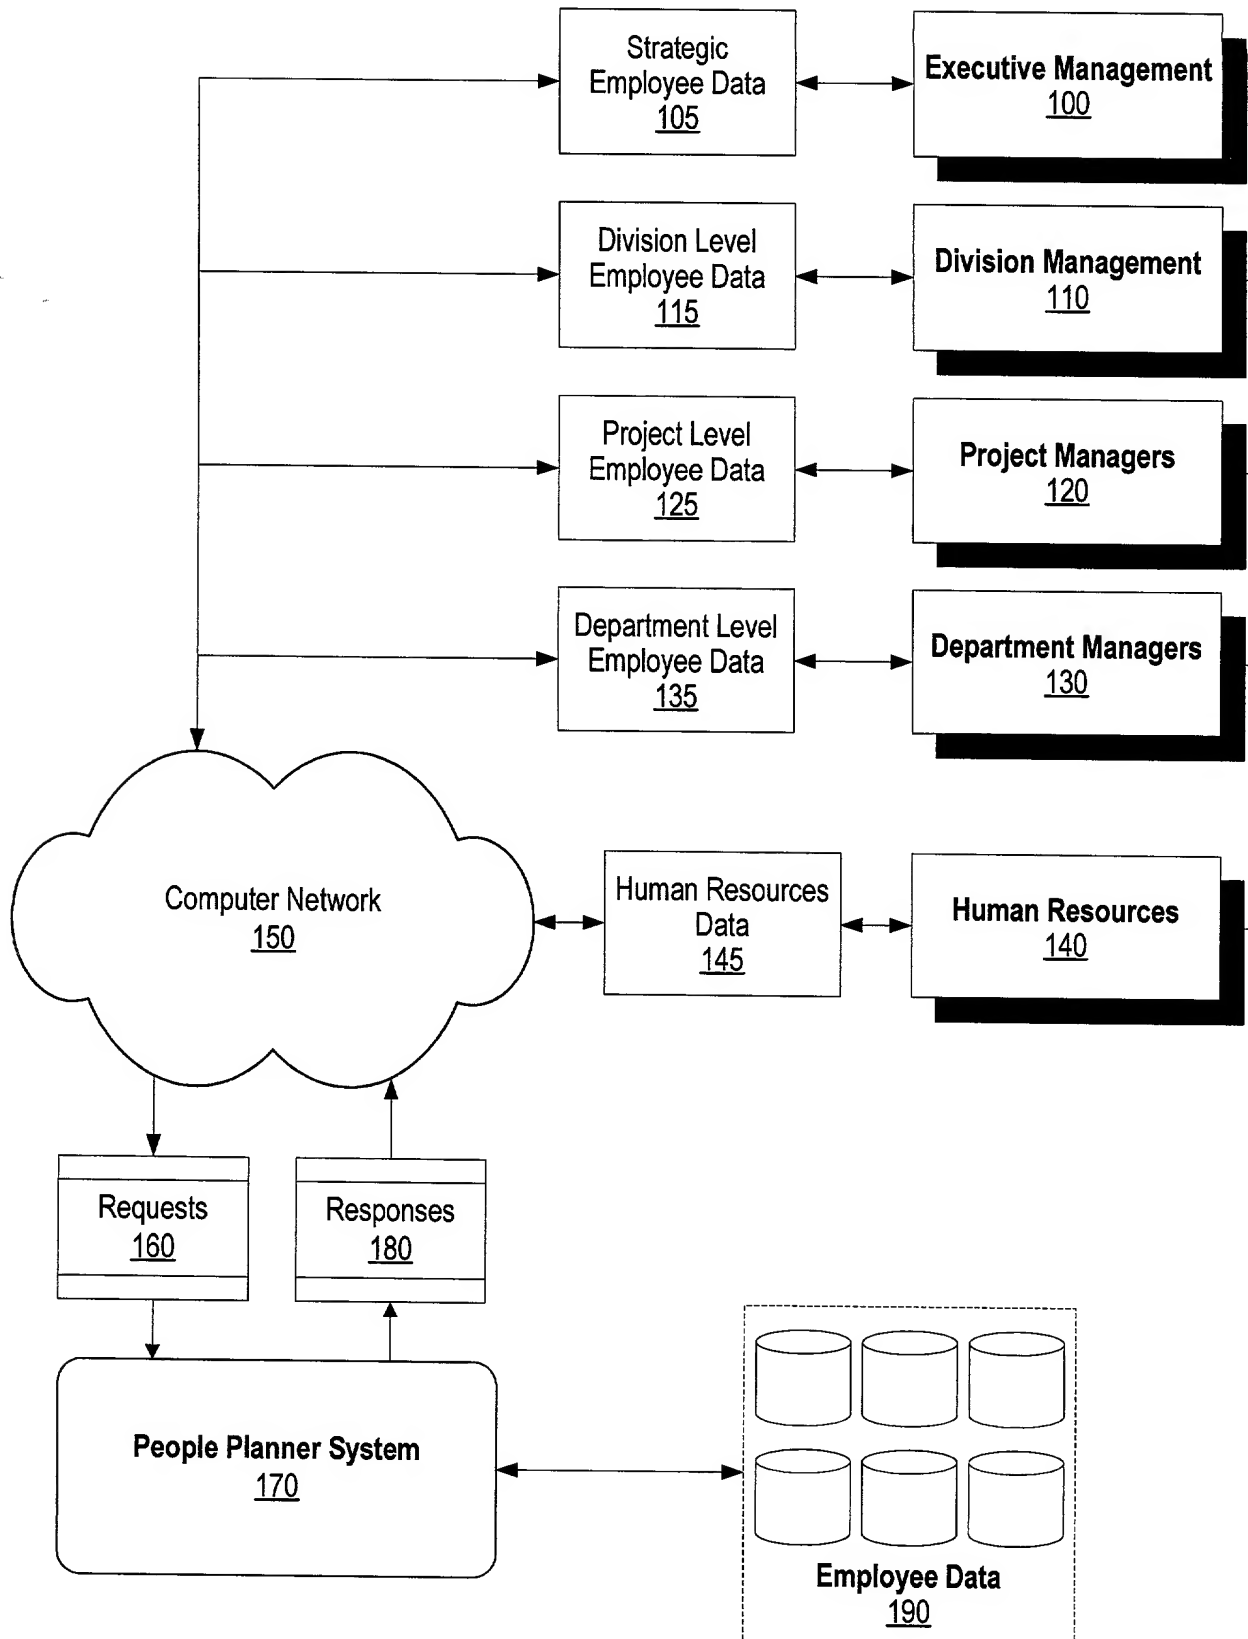 Strategic
Employee Data
105
Executive Management
100
Division Level
Employee Data
115
Division Management
110
Project Level
Employee Data
125
Project Managers
120
Department Level
Employee Data
135
Department Managers
130
Computer Network
150
Human Resources
Data
145
Human Resources
140
Requests
160
Responses
180
People Planner System
170
Employee Data
190